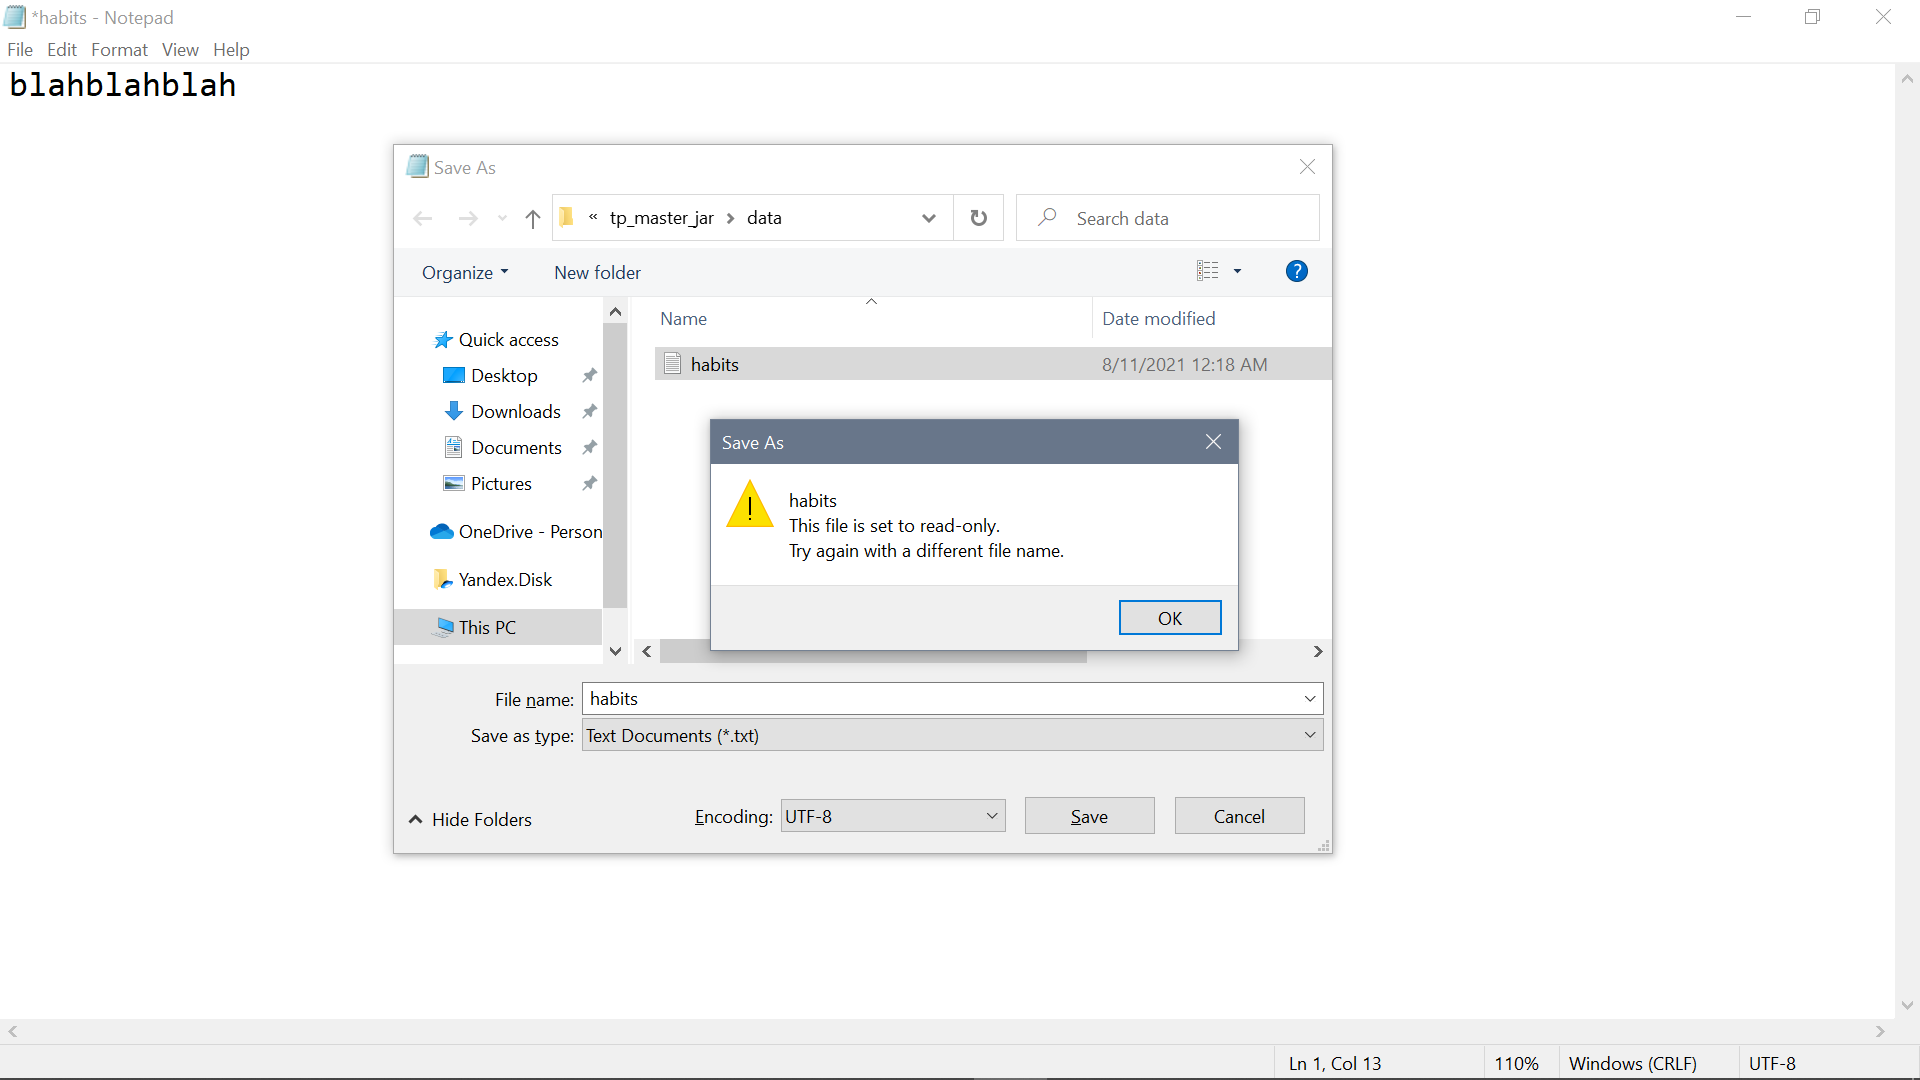 *habits - Notepad
File Edit Format View Help
blahblahblah
Save As
« tp_master_jar > data
Search data
Organize
New folder
?
Name
Date modified
Quick access
Desktop
Downloads
Documents
Pictures
OneDrive - Person
Yandex.Disk
This PC
habits 8/11/2021 12:18 AM
Save As
habits
This file is set to read-only.
Try again with a different file name.
OK
File name: habits
Save as type: Text Documents (*.txt)
Hide Folders
Encoding: UTF-8
Save
Cancel
Ln 1, Col 13 110% Windows (CRLF) UTF-8